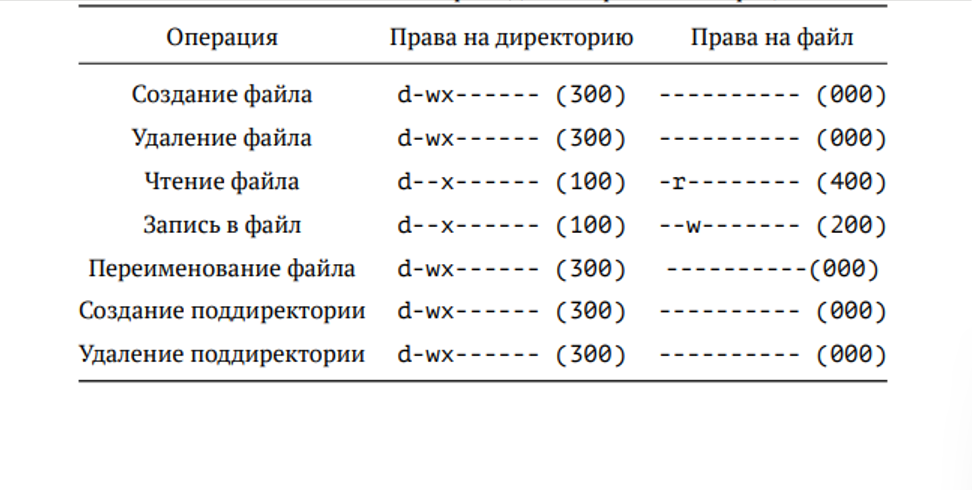 Операция Права на директорию Права на файл
Создание файла d-wx------ (300) ---------- (000)
Удаление файла d-wx------ (300) ---------- (000)
Чтение файла d--x------ (100) -r-------- (400)
Запись в файл d--x------ (100) --w------- (200)
Переименование файла d-wx------ (300) ----------(000)
Создание поддиректории d-wx------ (300) ---------- (000)
Удаление поддиректории d-wx------ (300) ---------- (000)